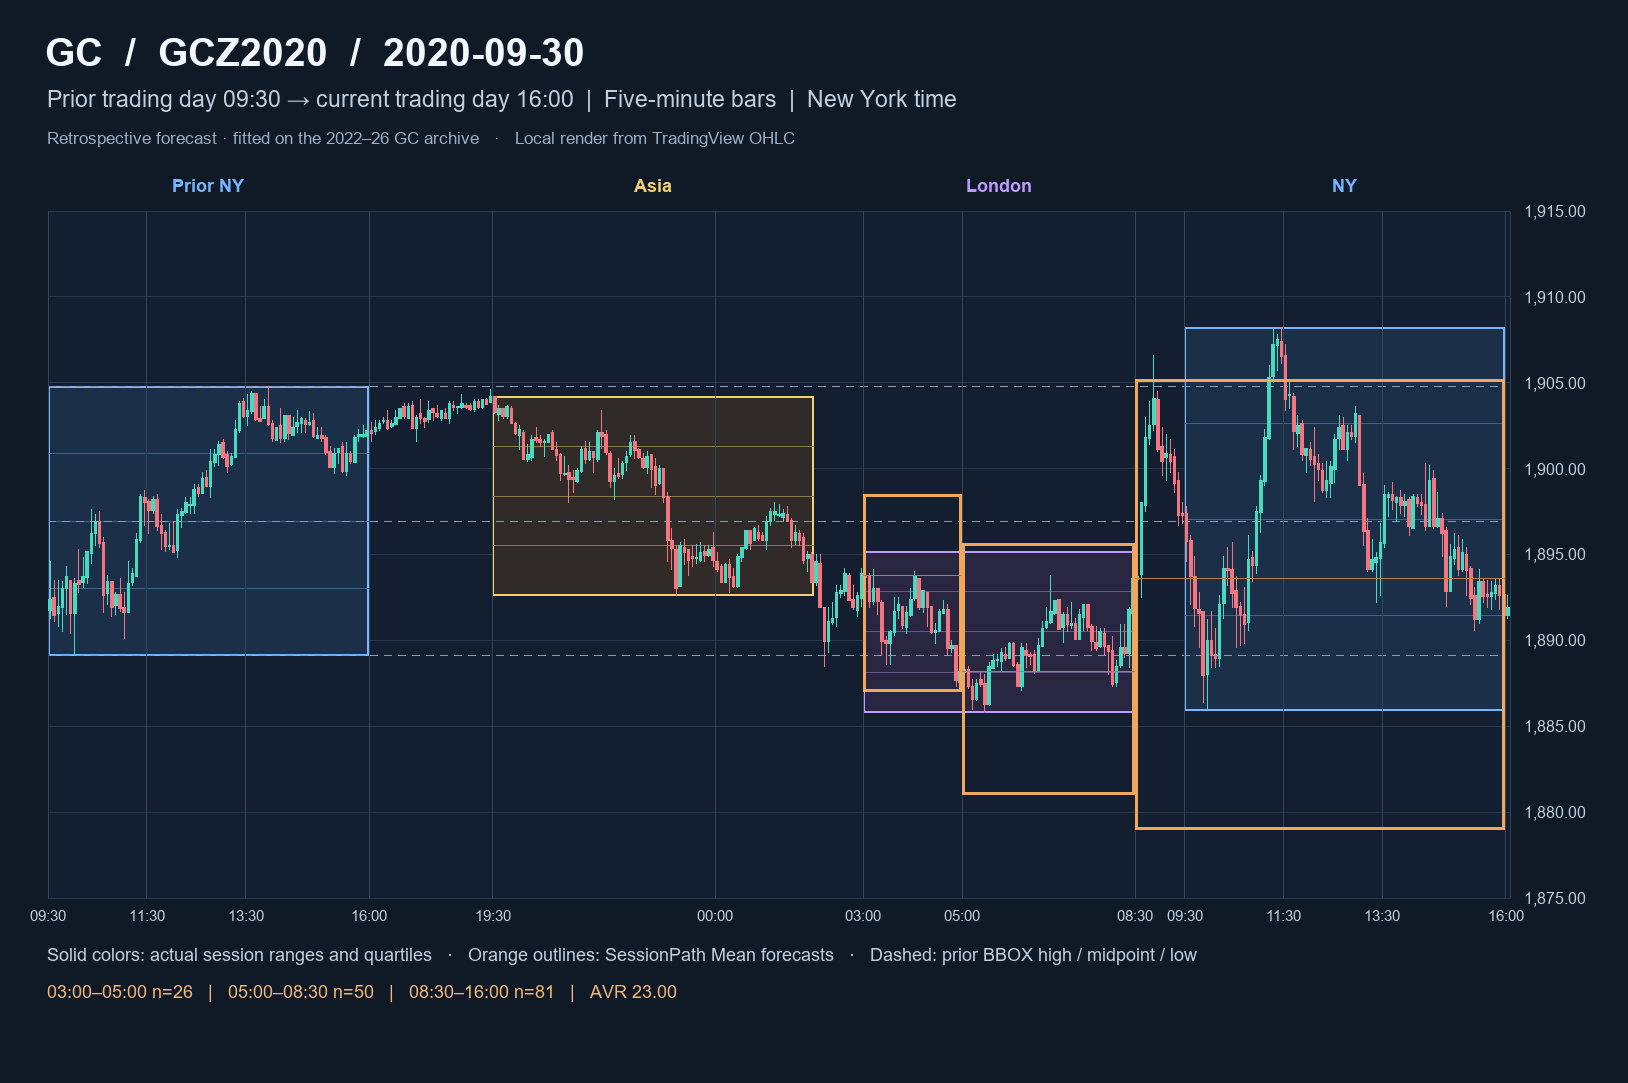 GC / GCZ2020 / 2020-09-30
Prior trading day 09:30 → current trading day 16:00 | Five-minute bars | New York time
Retrospective forecast · fitted on the 2022–26 GC archive · Local render from TradingView OHLC
Prior NY Asia London NY
1,915.00
1,910.00
1,905.00
1,900.00
1,895.00
1,890.00
1,885.00
1,880.00
1,875.00
09:30 11:30 13:30 16:00 19:30 00:00 03:00 05:00 08:30 09:30 11:30 13:30 16:00
Solid colors: actual session ranges and quartiles · Orange outlines: SessionPath Mean forecasts · Dashed: prior BBOX high / midpoint / low
03:00–05:00 n=26 | 05:00–08:30 n=50 | 08:30–16:00 n=81 | AVR 23.00